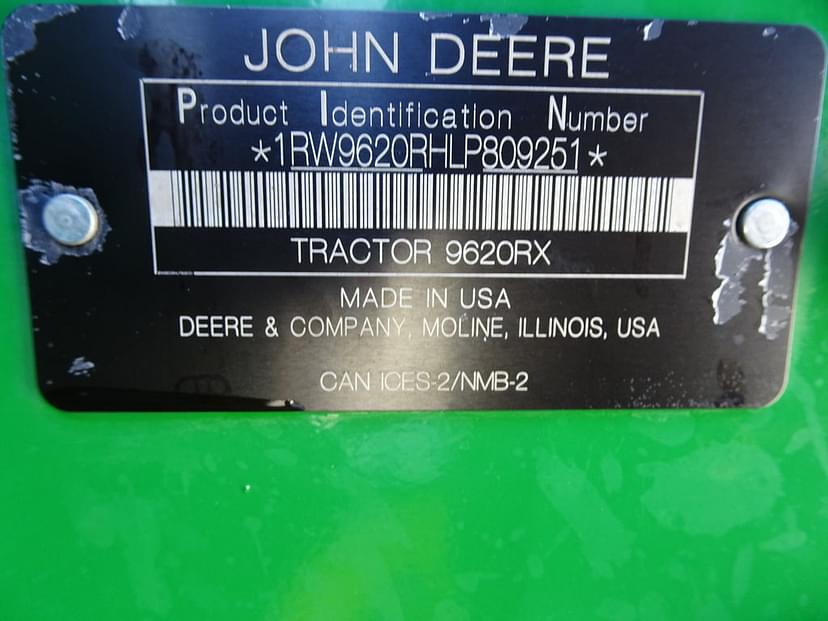 JOHN DEERE
Product Identification Number
*1RW9620RHLP809251*
TRACTOR 9620RX
MADE IN USA
DEERE & COMPANY, MOLINE, ILLINOIS, USA
CAN ICES-2/NMB-2